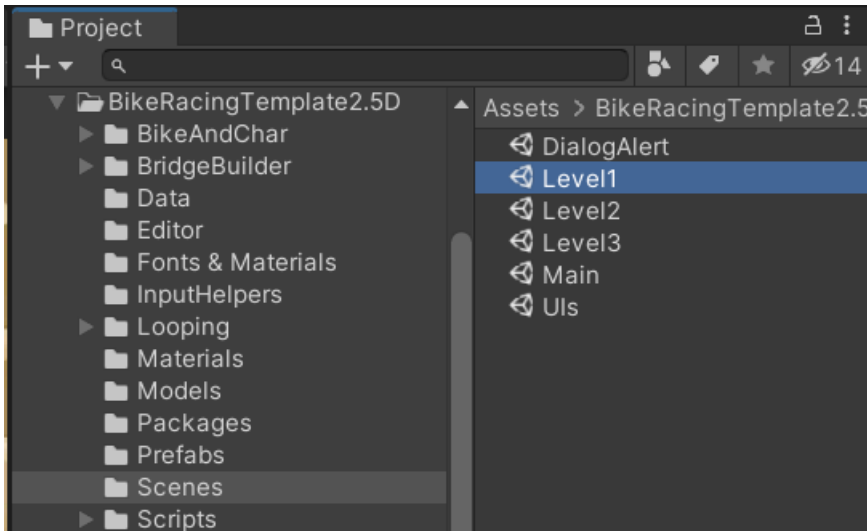 Project
14
BikeRacingTemplate2.5D
BikeAndChar
BridgeBuilder
Data
Editor
Fonts & Materials
InputHelpers
Looping
Materials
Models
Packages
Prefabs
Scenes
Scripts
Assets > BikeRacingTemplate2.5
DialogAlert
Level1
Level2
Level3
Main
UIs